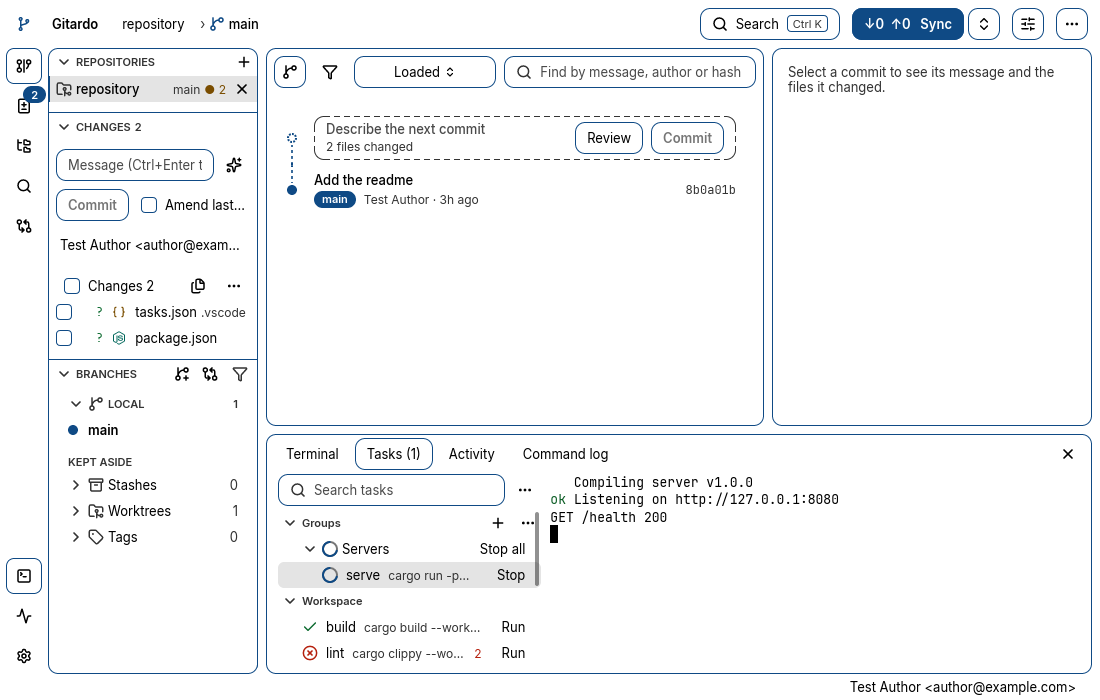 Gitardo repository › main Search Ctrl K ↓0 ↑0 Sync
2
REPOSITORIES
repository main 2
CHANGES 2
Message (Ctrl+Enter t
Commit Amend last...
Test Author <author@exam...
Changes 2
? { } tasks.json .vscode
? package.json
BRANCHES
LOCAL 1
main
KEPT ASIDE
Stashes 0
Worktrees 1
Tags 0
Loaded Find by message, author or hash
Describe the next commit
2 files changed
Review Commit
Add the readme
main Test Author · 3h ago 8b0a01b
Select a commit to see its message and the
files it changed.
Terminal Tasks (1) Activity Command log
Search tasks
Groups
Servers Stop all
serve cargo run -p... Stop
Workspace
build cargo build --work... Run
lint cargo clippy --wo... 2 Run
Compiling server v1.0.0
ok Listening on http://127.0.0.1:8080
GET /health 200
Test Author <author@example.com>